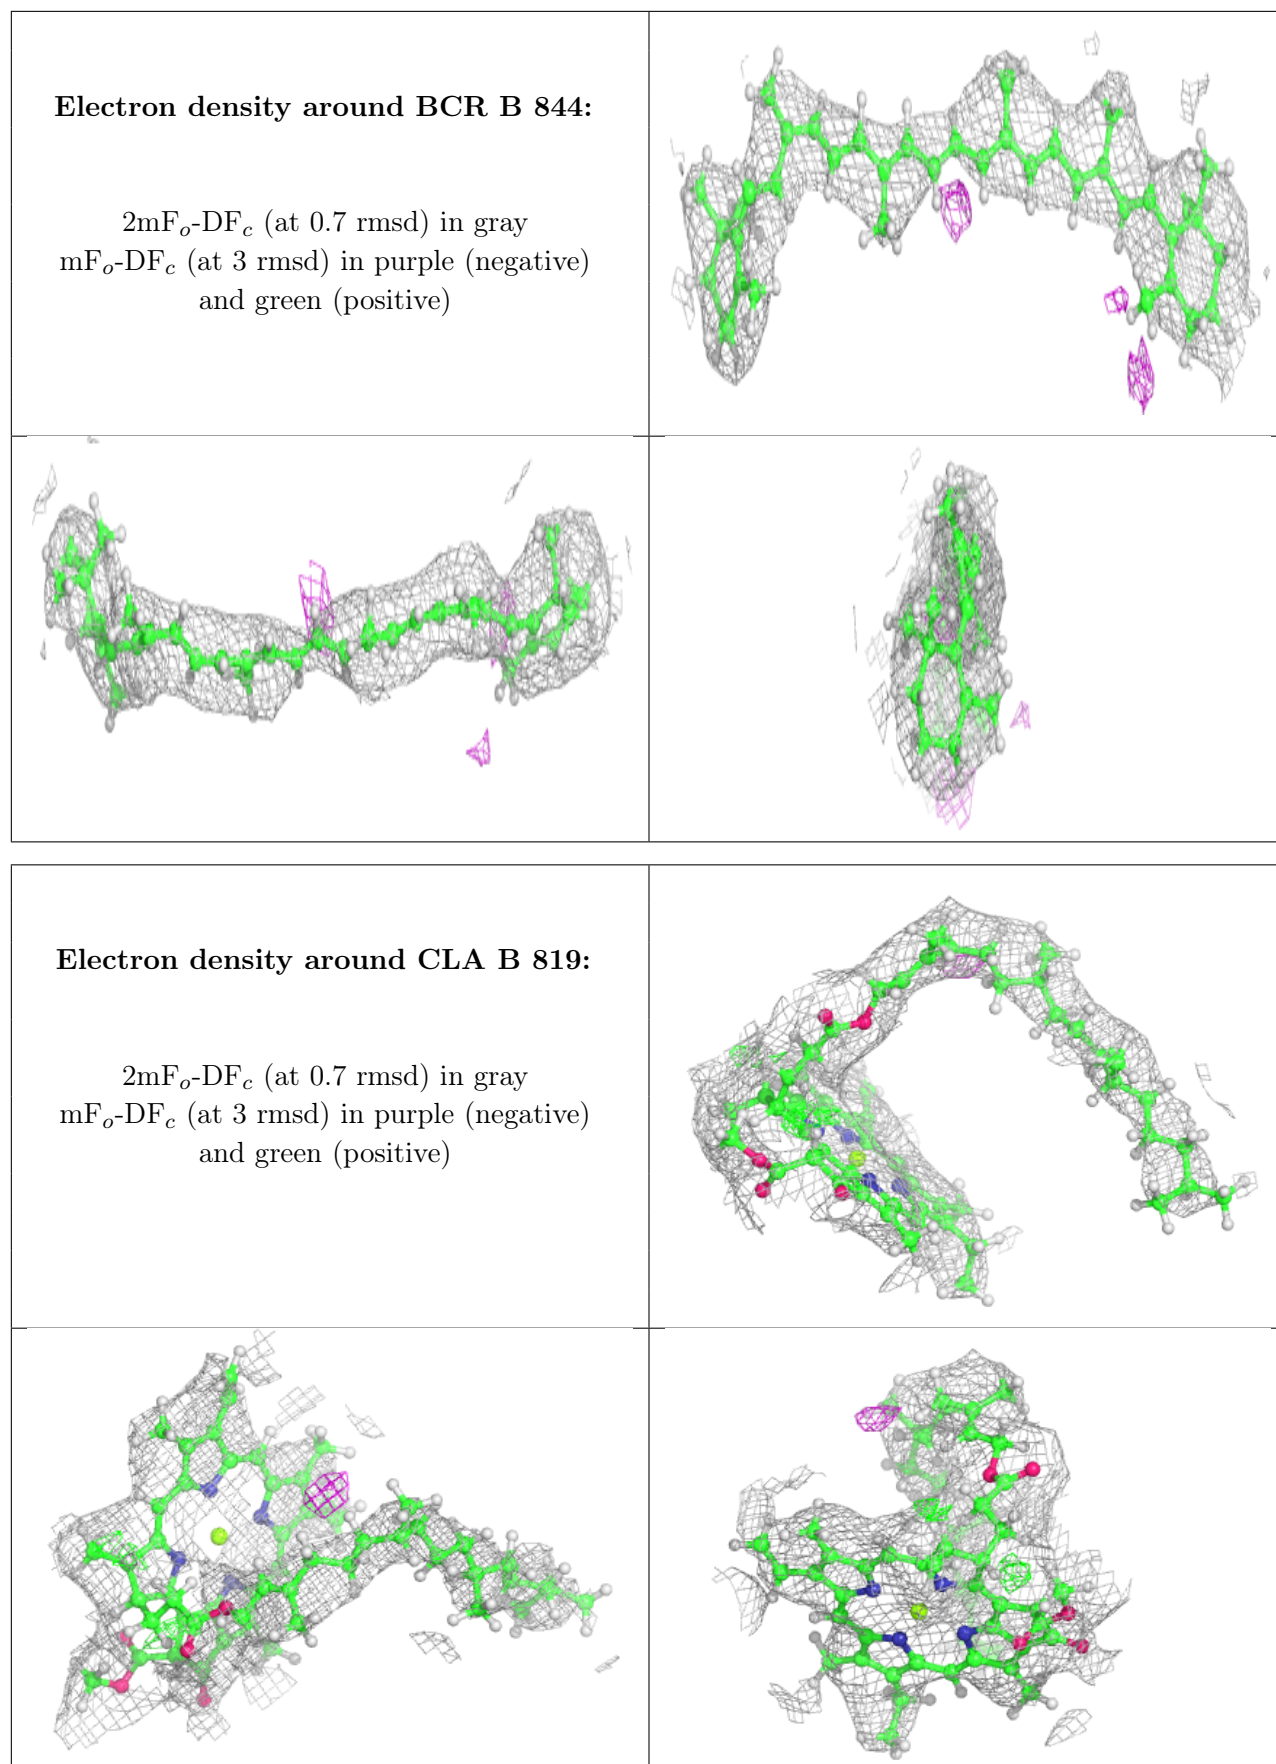 Electron density around BCR B 844:
2mFo-DFc (at 0.7 rmsd) in gray
mFo-DFc (at 3 rmsd) in purple (negative)
and green (positive)
Electron density around CLA B 819:
2mFo-DFc (at 0.7 rmsd) in gray
mFo-DFc (at 3 rmsd) in purple (negative)
and green (positive)